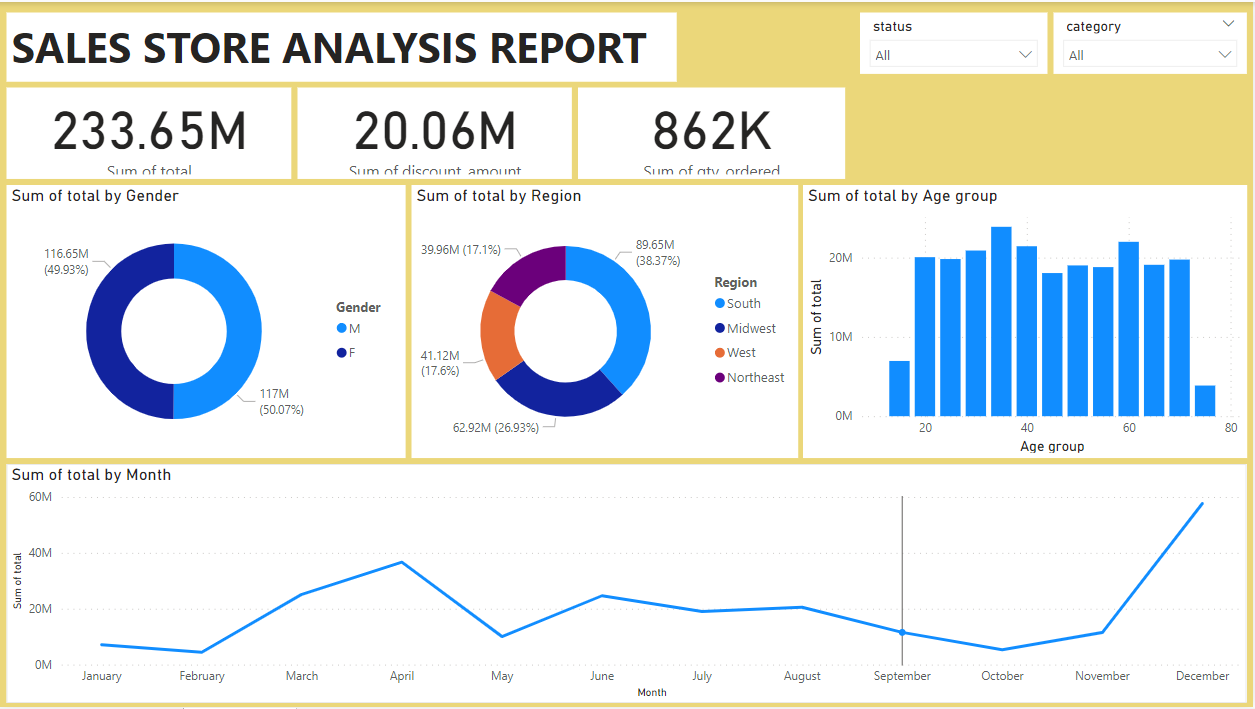 SALES STORE ANALYSIS REPORT
status
All
category
All
233.65M
Sum of total
20.06M
Sum of discount_amount
862K
Sum of qty_ordered
Sum of total by Gender
116.65M
(49.93%)
117M
(50.07%)
Gender
M
F
Sum of total by Region
39.96M (17.1%)
89.65M
(38.37%)
41.12M
(17.6%)
62.92M (26.93%)
Region
South
Midwest
West
Northeast
Sum of total by Age group
Sum of total
20M
10M
0M
20 40 60 80
Age group
Sum of total by Month
Sum of total
60M
40M
20M
0M
January February March April May June July August September October November December
Month